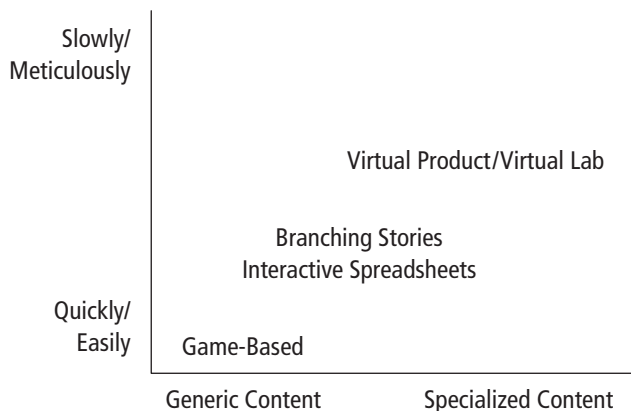 Slowly/
Meticulously
Virtual Product/Virtual Lab
Branching Stories
Interactive Spreadsheets
Quickly/
Easily
Game-Based
Generic Content
Specialized Content